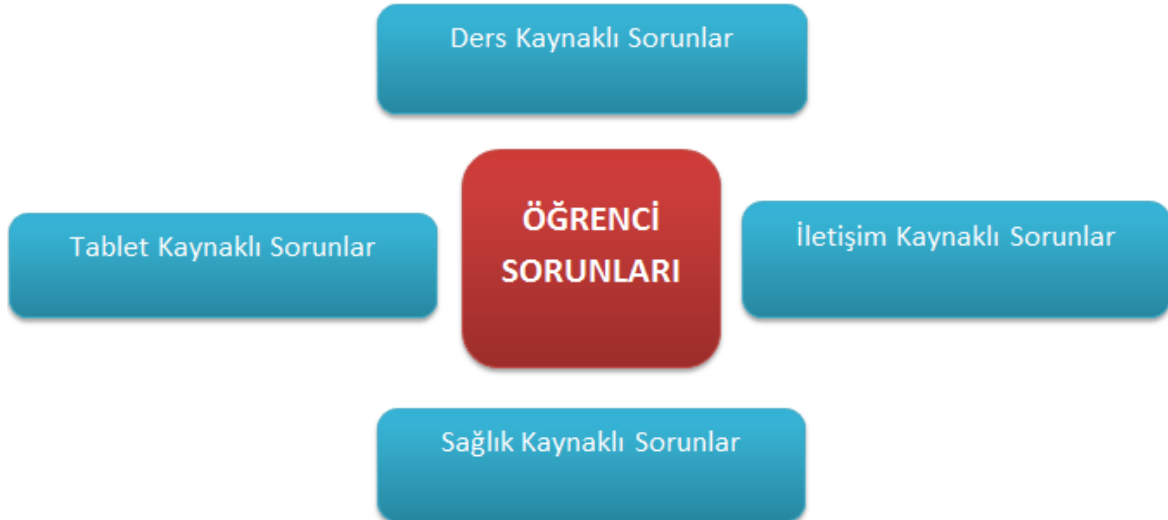 Ders Kaynaklı Sorunlar
ÖĞRENCİ
SORUNLARI
Tablet Kaynaklı Sorunlar
İletişim Kaynaklı Sorunlar
Sağlık Kaynaklı Sorunlar